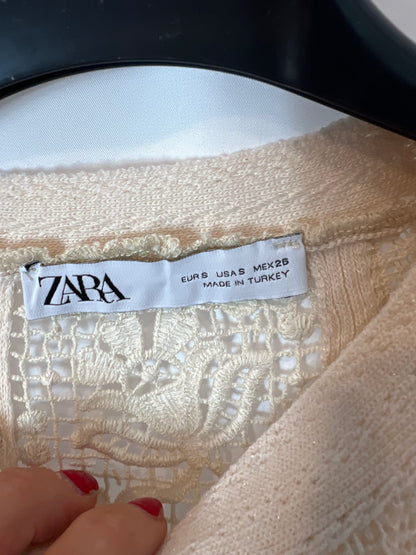 ZARA
EUR S USA S MEX 26
MADE IN TURKEY